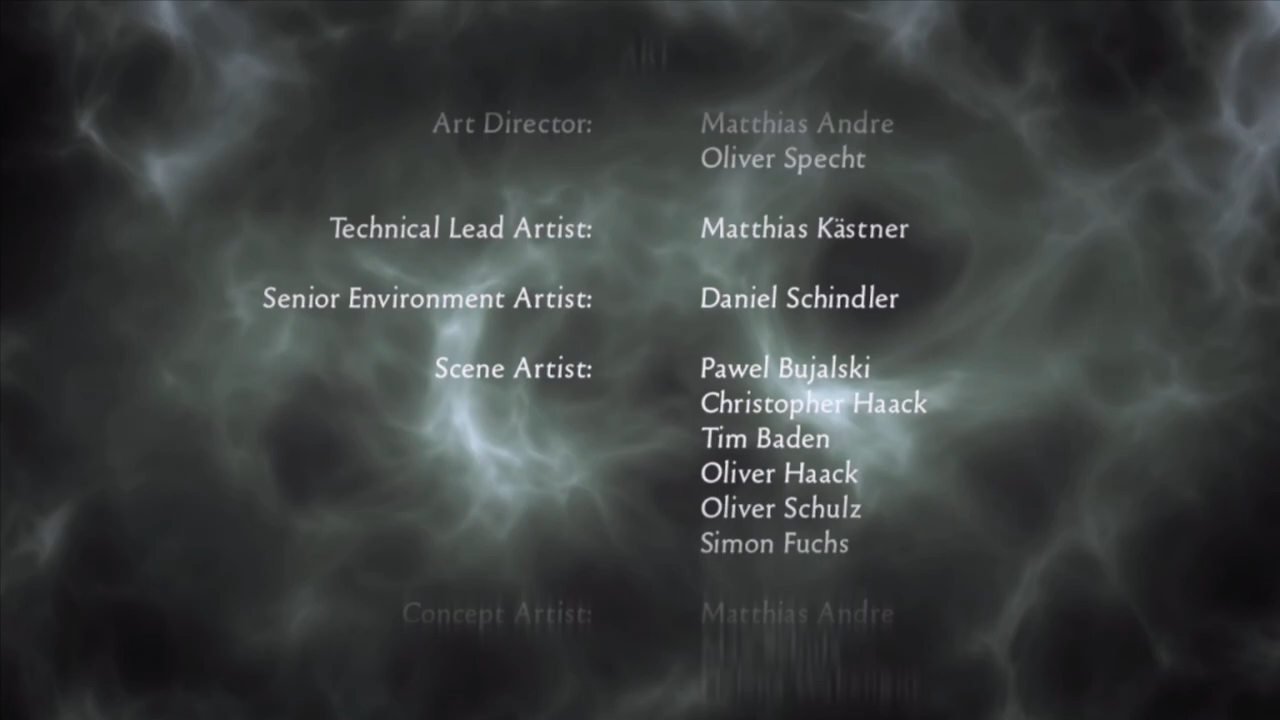 Art Director: Matthias Andre
Oliver Specht
Technical Lead Artist: Matthias Kästner
Senior Environment Artist: Daniel Schindler
Scene Artist: Pawel Bujalski
Christopher Haack
Tim Baden
Oliver Haack
Oliver Schulz
Simon Fuchs
Concept Artist: Matthias Andre